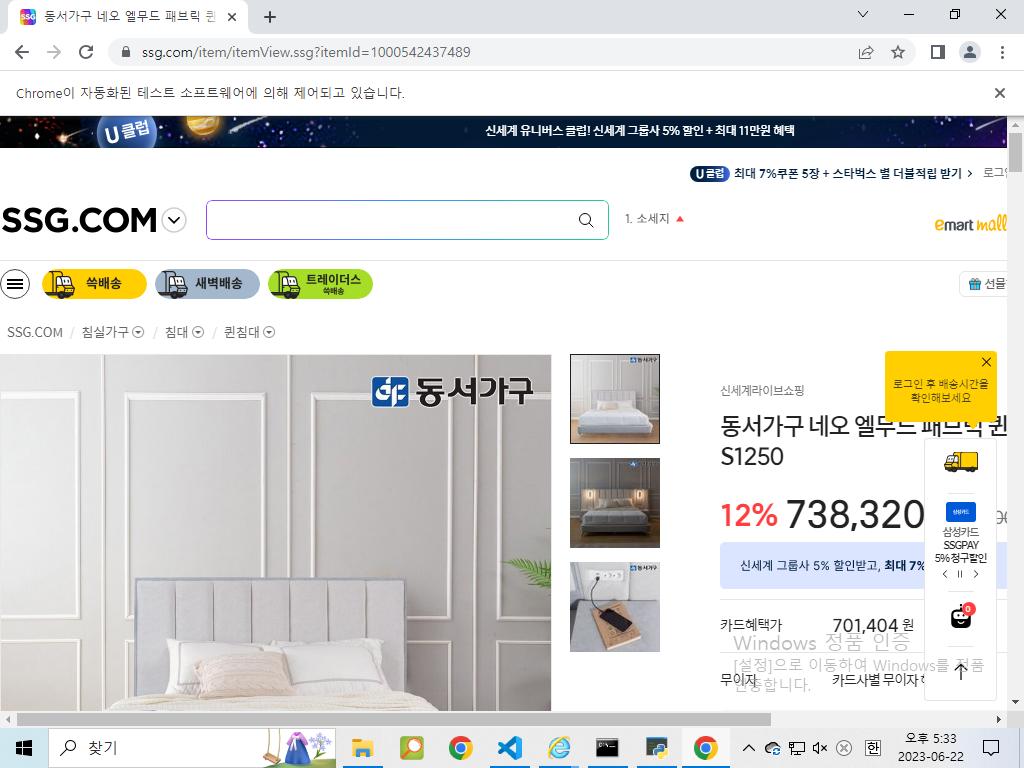 동서가구 네오 엘무드 패브릭 퀸
ssg.com/item/itemView.ssg?itemId=1000542437489
Chrome이 자동화된 테스트 소프트웨어에 의해 제어되고 있습니다.
U 클럽
신세계 유니버스 클럽! 신세계 그룹사 5% 할인 + 최대 11만원 혜택
U 클럽 최대 7%쿠폰 5장 + 스타벅스 별 더블적립 받기 > 로그인
SSG.COM
1. 소세지
emart mall
쓱배송
새벽배송
트레이더스
쓱배송
선물
SSG.COM / 침실가구 / 침대 / 퀸침대
동서가구
동서가구
동서가구
신세계라이브쇼핑
로그인 후 배송시간을
확인해보세요
동서가구 네오 엘무드 패브릭 퀸
S1250
12% 738,320
신세계 그룹사 5% 할인받고, 최대 7%
삼성카드
삼성카드
SSGPAY
5% 청구할인
카드혜택가 701,404 원
0
무이자 카드사별 무이자
Windows 정품 인증
[설정]으로 이동하여 Windows를 정품
인증합니다.
찾기
한
오후 5:33
2023-06-22